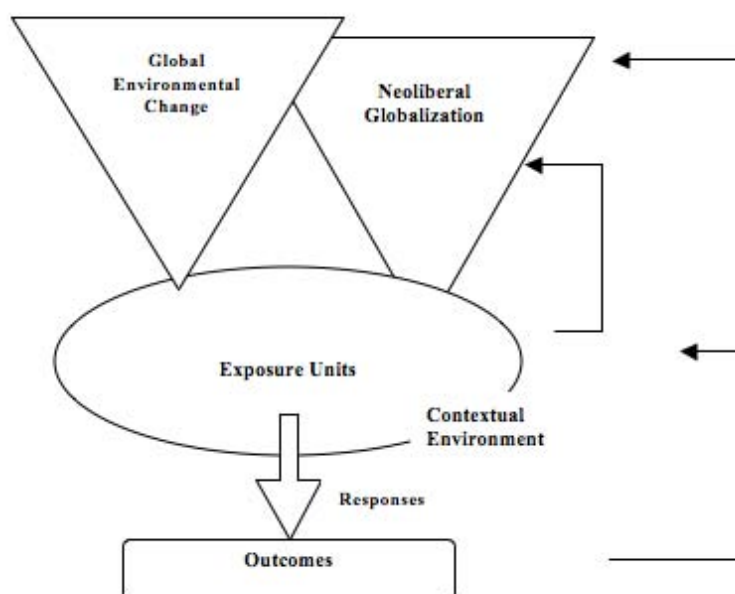 Global
Environmental
Change
Neoliberal
Globalization
Exposure Units
Contextual
Environment
Responses
Outcomes